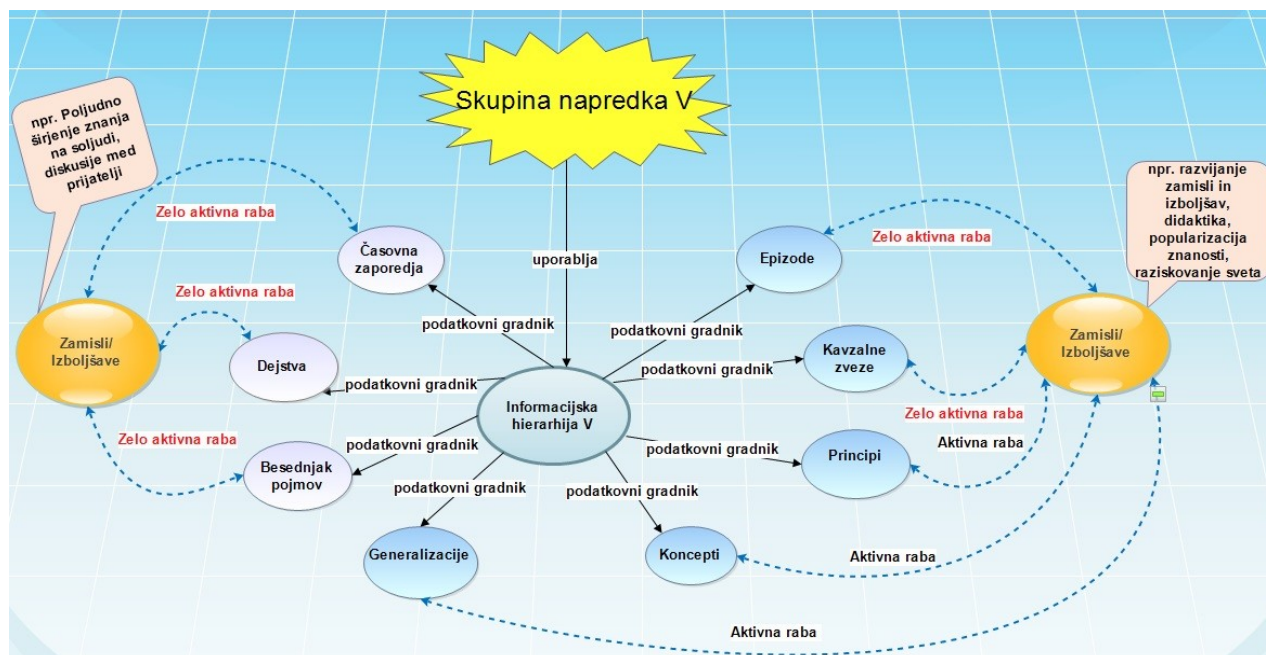 Skupina napredka V
npr. Poljudno
širjenje znanja
na soljudi,
diskusije med
prijatelji
npr. razvijanje
zamisli in
izboljšav,
didaktika,
popularizacija
znanosti,
raziskovanje sveta
Zelo aktivna raba
Zelo aktivna raba
Časovna
zaporedja
uporablja
Epizode
Zelo aktivna raba
podatkovni gradnik
podatkovni gradnik
Zamisli/
Izboljšave
Zamisli/
Izboljšave
Dejstva
podatkovni gradnik
podatkovni gradnik
Kavzalne
zveze
Informacijska
hierarhija V
Zelo aktivna raba
Zelo aktivna raba
podatkovni gradnik
podatkovni gradnik
Aktivna raba
Besednjak
pojmov
Principi
podatkovni gradnik
podatkovni gradnik
Generalizacije
Koncepti
Aktivna raba
Aktivna raba